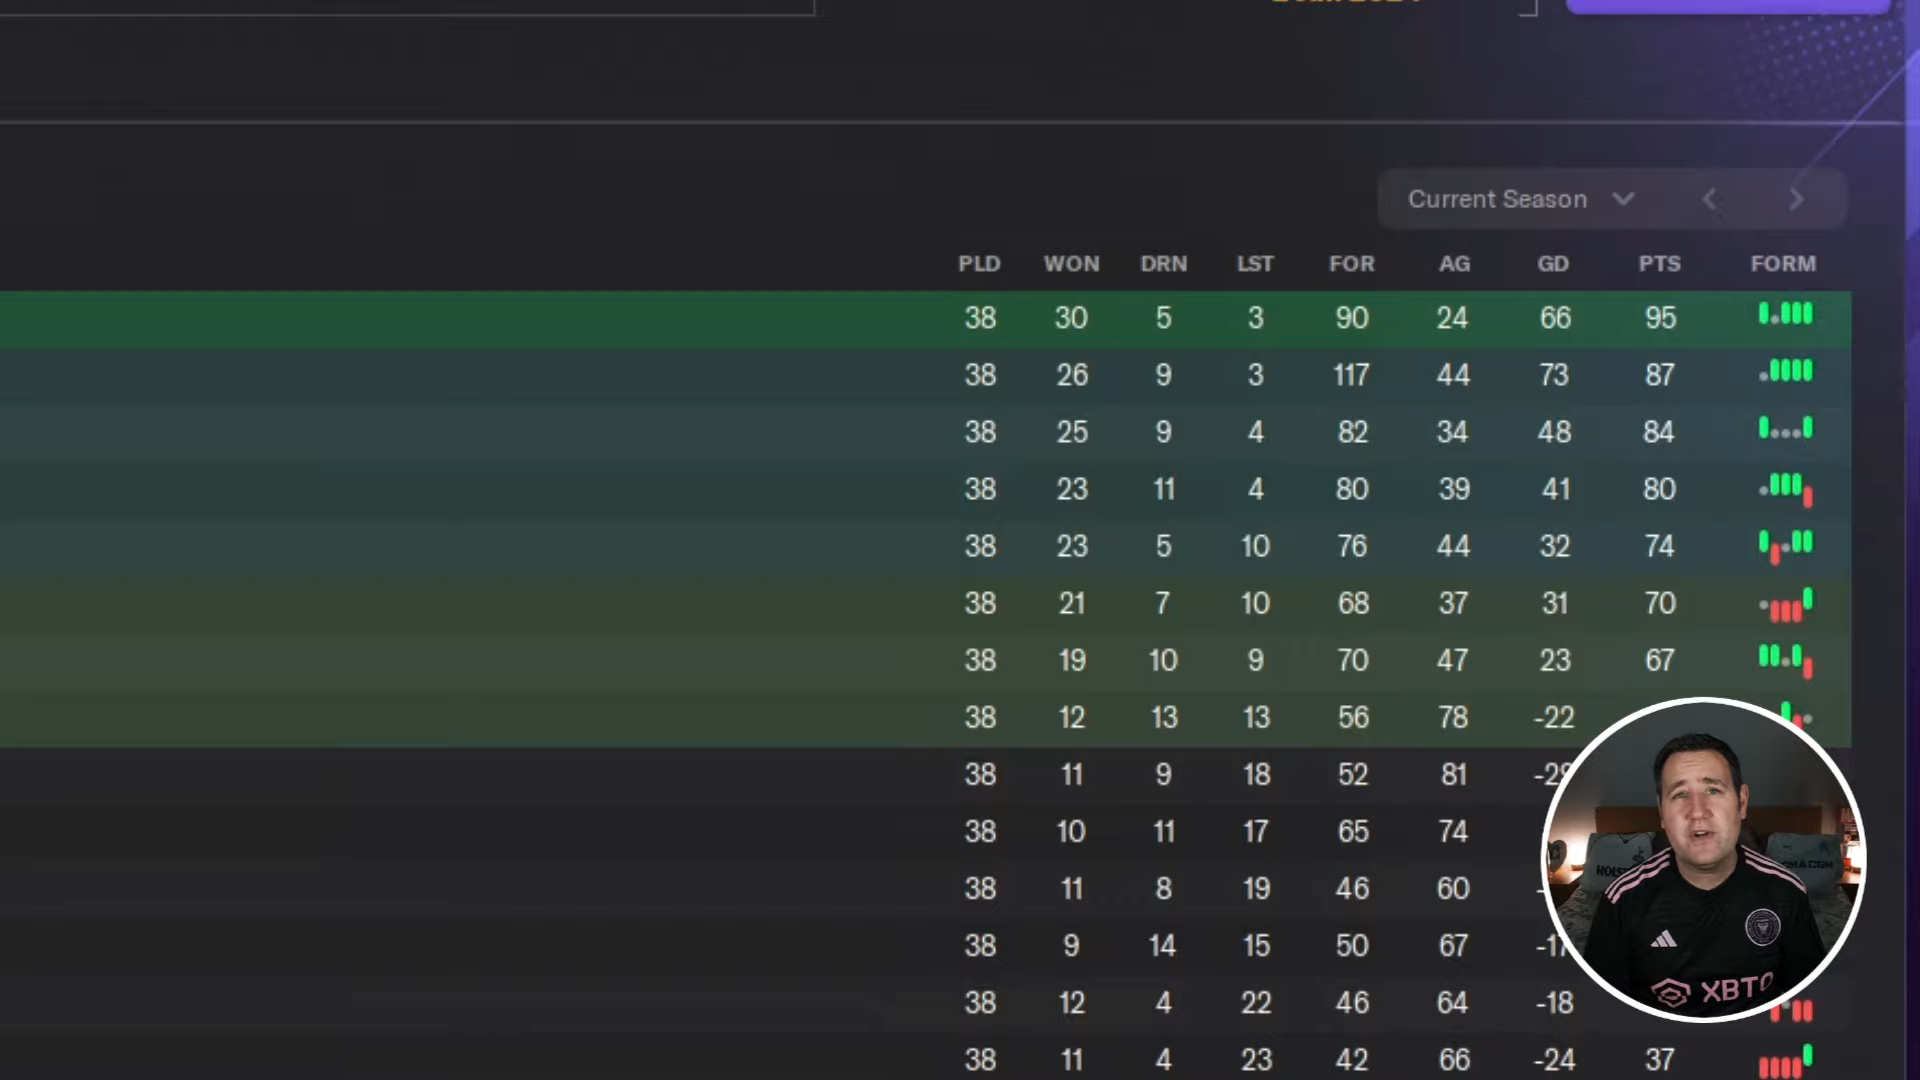 Current Season
PLD WON DRN LST FOR AG GD PTS FORM
38 30 5 3 90 24 66 95
38 26 9 3 117 44 73 87
38 25 9 4 82 34 48 84
38 23 11 4 80 39 41 80
38 23 5 10 76 44 32 74
38 21 7 10 68 37 31 70
38 19 10 9 70 47 23 67
38 12 13 13 56 78 -22
38 11 9 18 52 81
38 10 11 17 65 74
38 11 8 19 46 60
38 9 14 15 50 67
38 12 4 22 46 64 -18
38 11 4 23 42 66 -24 37
XBTO